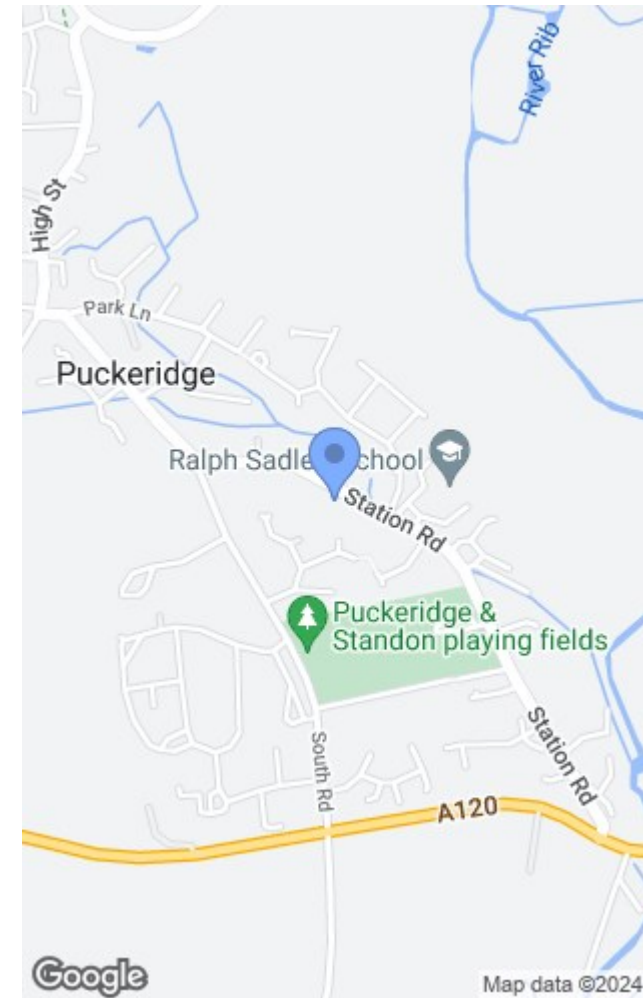 River Rib
High St
Park Ln
Puckeridge
Ralph Sadle School
Station Rd
Puckeridge &
Standon playing fields
Station Rd
South Rd
A120
Google
Map data ©2024